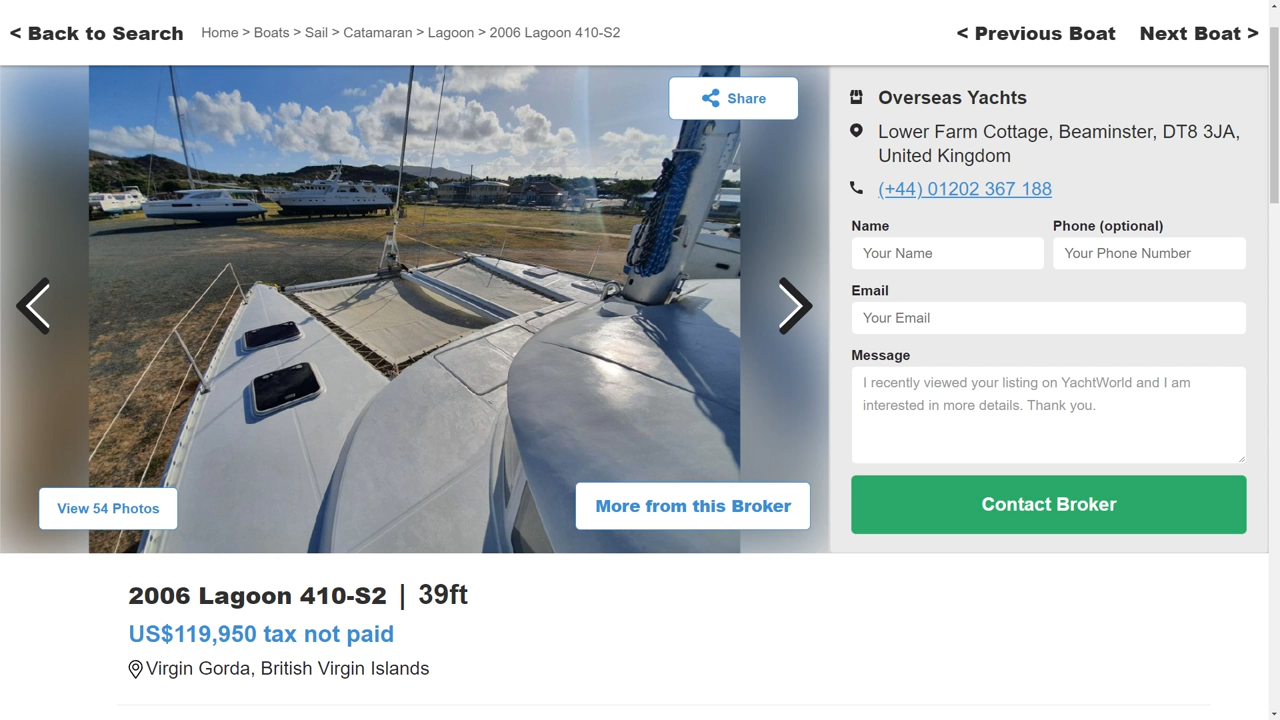 < Back to Search
Home > Boats > Sail > Catamaran > Lagoon > 2006 Lagoon 410-S2
< Previous Boat
Next Boat >
Share
View 54 Photos
More from this Broker
Overseas Yachts
Lower Farm Cottage, Beaminster, DT8 3JA,
United Kingdom
(+44) 01202 367 188
Name
Phone (optional)
Your Name
Your Phone Number
Email
Your Email
Message
I recently viewed your listing on YachtWorld and I am
interested in more details. Thank you.
Contact Broker
2006 Lagoon 410-S2 | 39ft
US$119,950 tax not paid
Virgin Gorda, British Virgin Islands